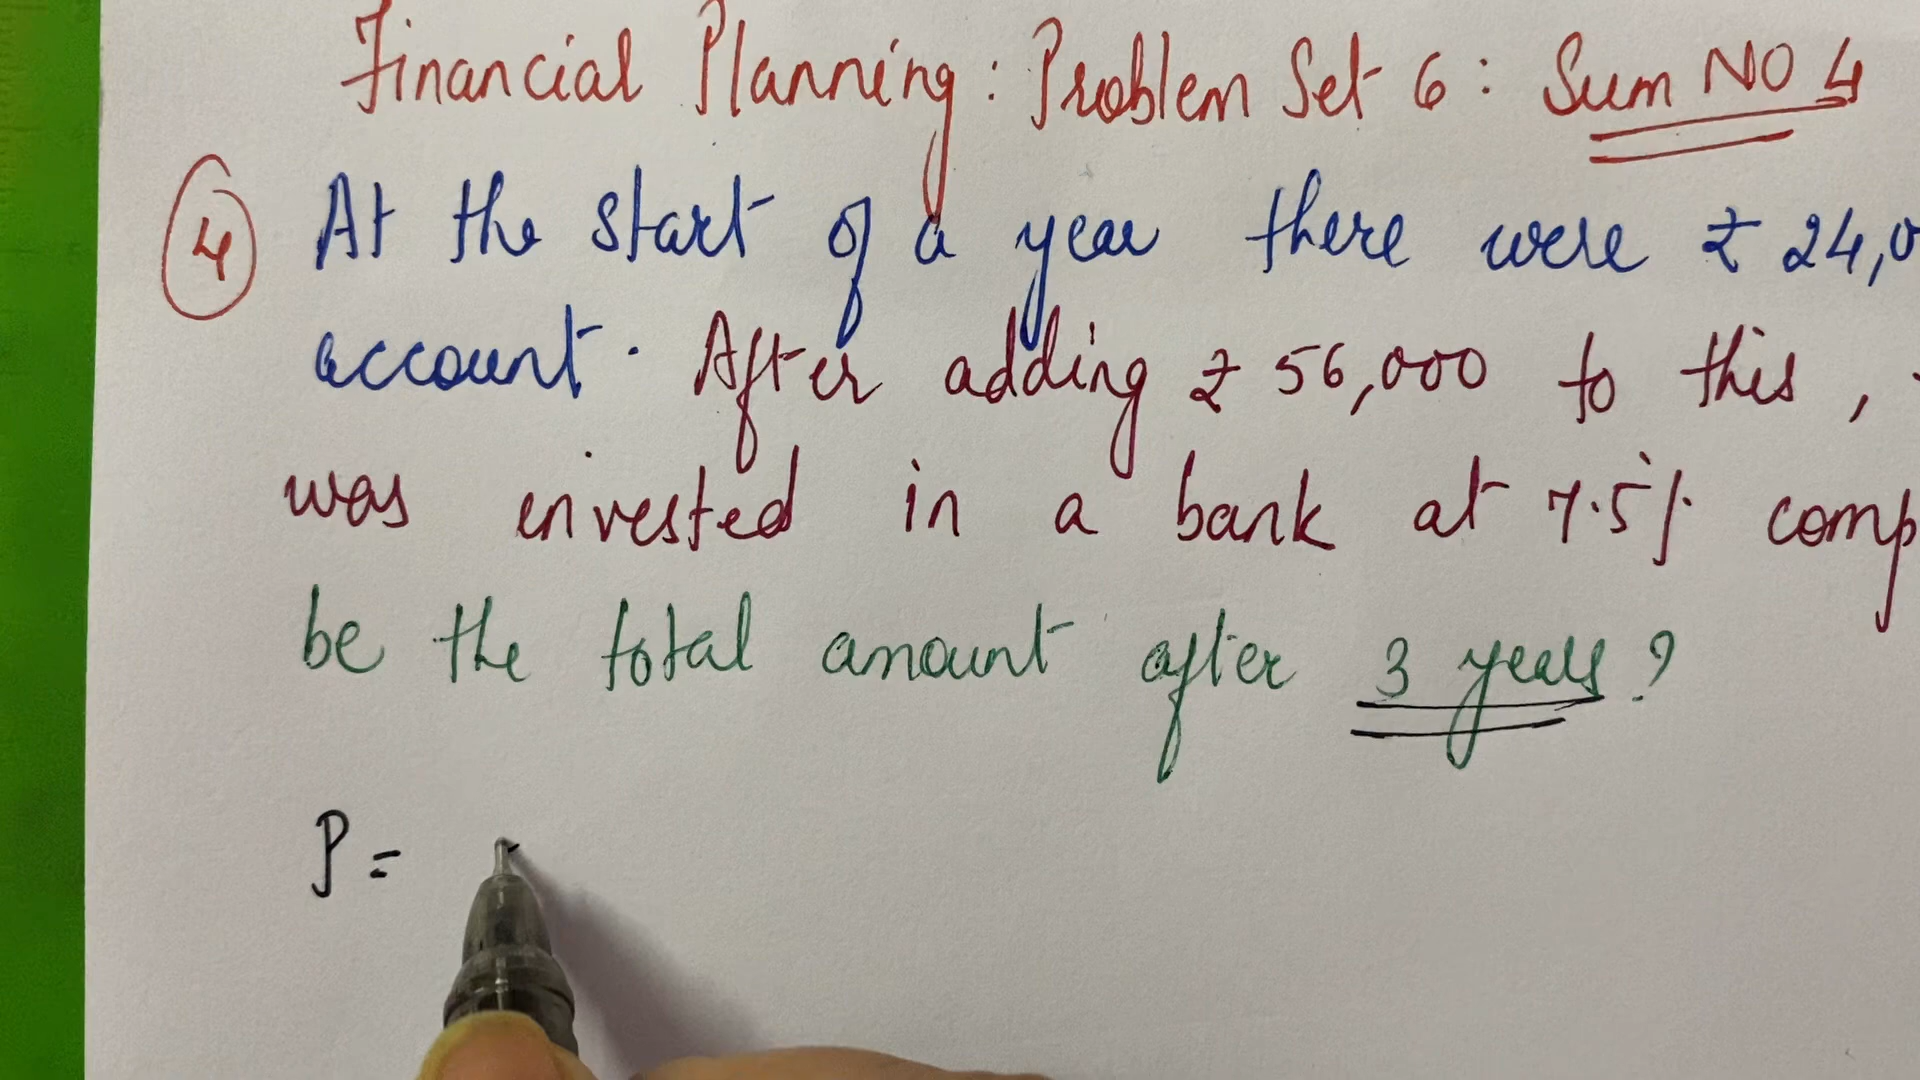 Financial Planning : Problem Set 6 : Sum NO 4
4 At the start of a year there were ₹ 24,0
account. After adding ₹ 56,000 to this,
was invested in a bank at 7.5% comp
be the total amount after 3 years?
P =